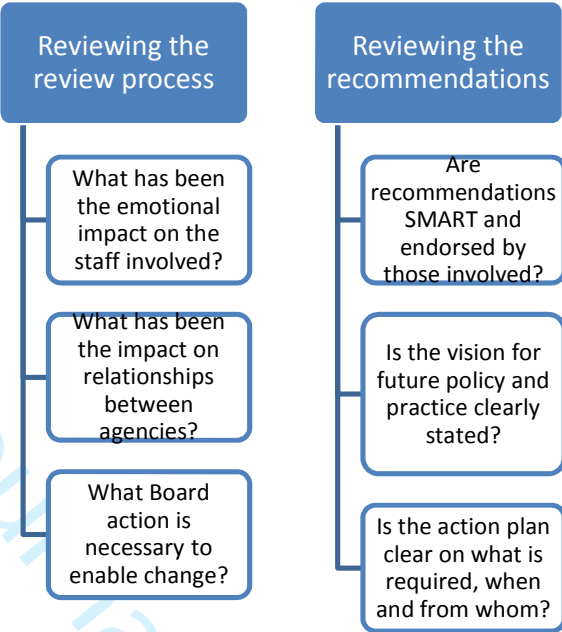 Reviewing the
review process
What has been
the emotional
impact on the
staff involved?
What has been
the impact on
relationships
between
agencies?
What Board
action is
necessary to
enable change?
Reviewing the
recommendations
Are
recommendations
SMART and
endorsed by
those involved?
Is the vision for
future policy and
practice clearly
stated?
Is the action plan
clear on what is
required, when
and from whom?